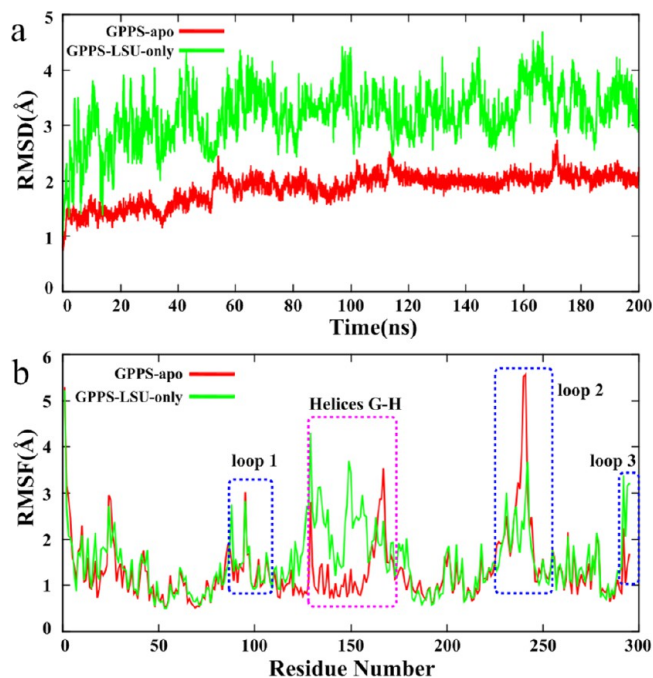 a
GPPS-apo
GPPS-LSU-only
RMSD(Å)
5
4
3
2
1
0
0 20 40 60 80 100 120 140 160 180 200
Time(ns)
b
GPPS-apo
GPPS-LSU-only
Helices G-H
loop 1
loop 2
loop 3
RMSF(Å)
6
5
4
3
2
1
0
0 50 100 150 200 250 300
Residue Number